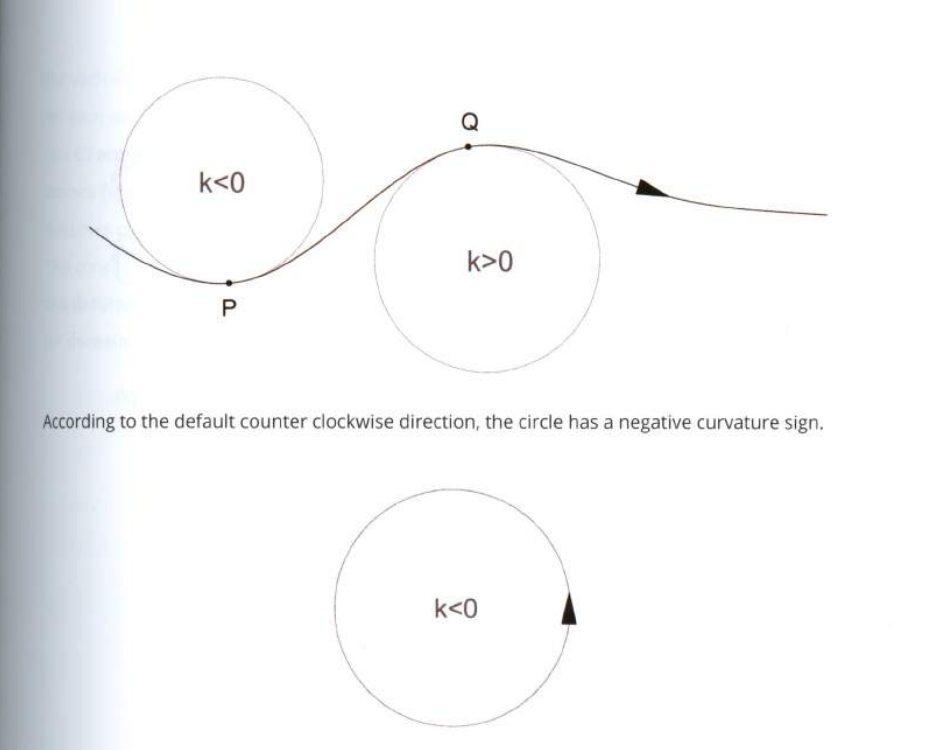 Q
k<0
k>0
P
According to the default counter clockwise direction, the circle has a negative curvature sign.
k<0